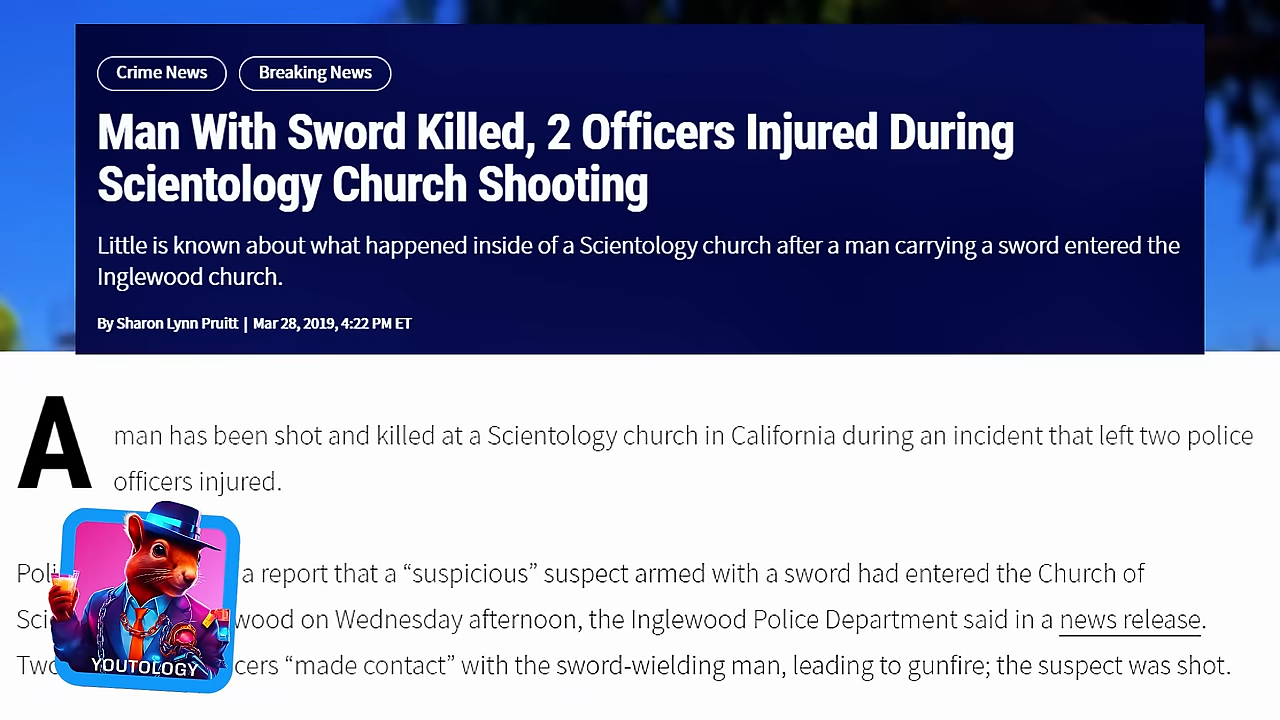 Crime News
Breaking News
Man With Sword Killed, 2 Officers Injured During
Scientology Church Shooting
Little is known about what happened inside of a Scientology church after a man carrying a sword entered the
Inglewood church.
By Sharon Lynn Pruitt | Mar 28, 2019, 4:22 PM ET
A man has been shot and killed at a Scientology church in California during an incident that left two police
officers injured.
a report that a “suspicious” suspect armed with a sword had entered the Church of
on Wednesday afternoon, the Inglewood Police Department said in a news release.
“made contact” with the sword-wielding man, leading to gunfire; the suspect was shot.
YOUTOLOGY